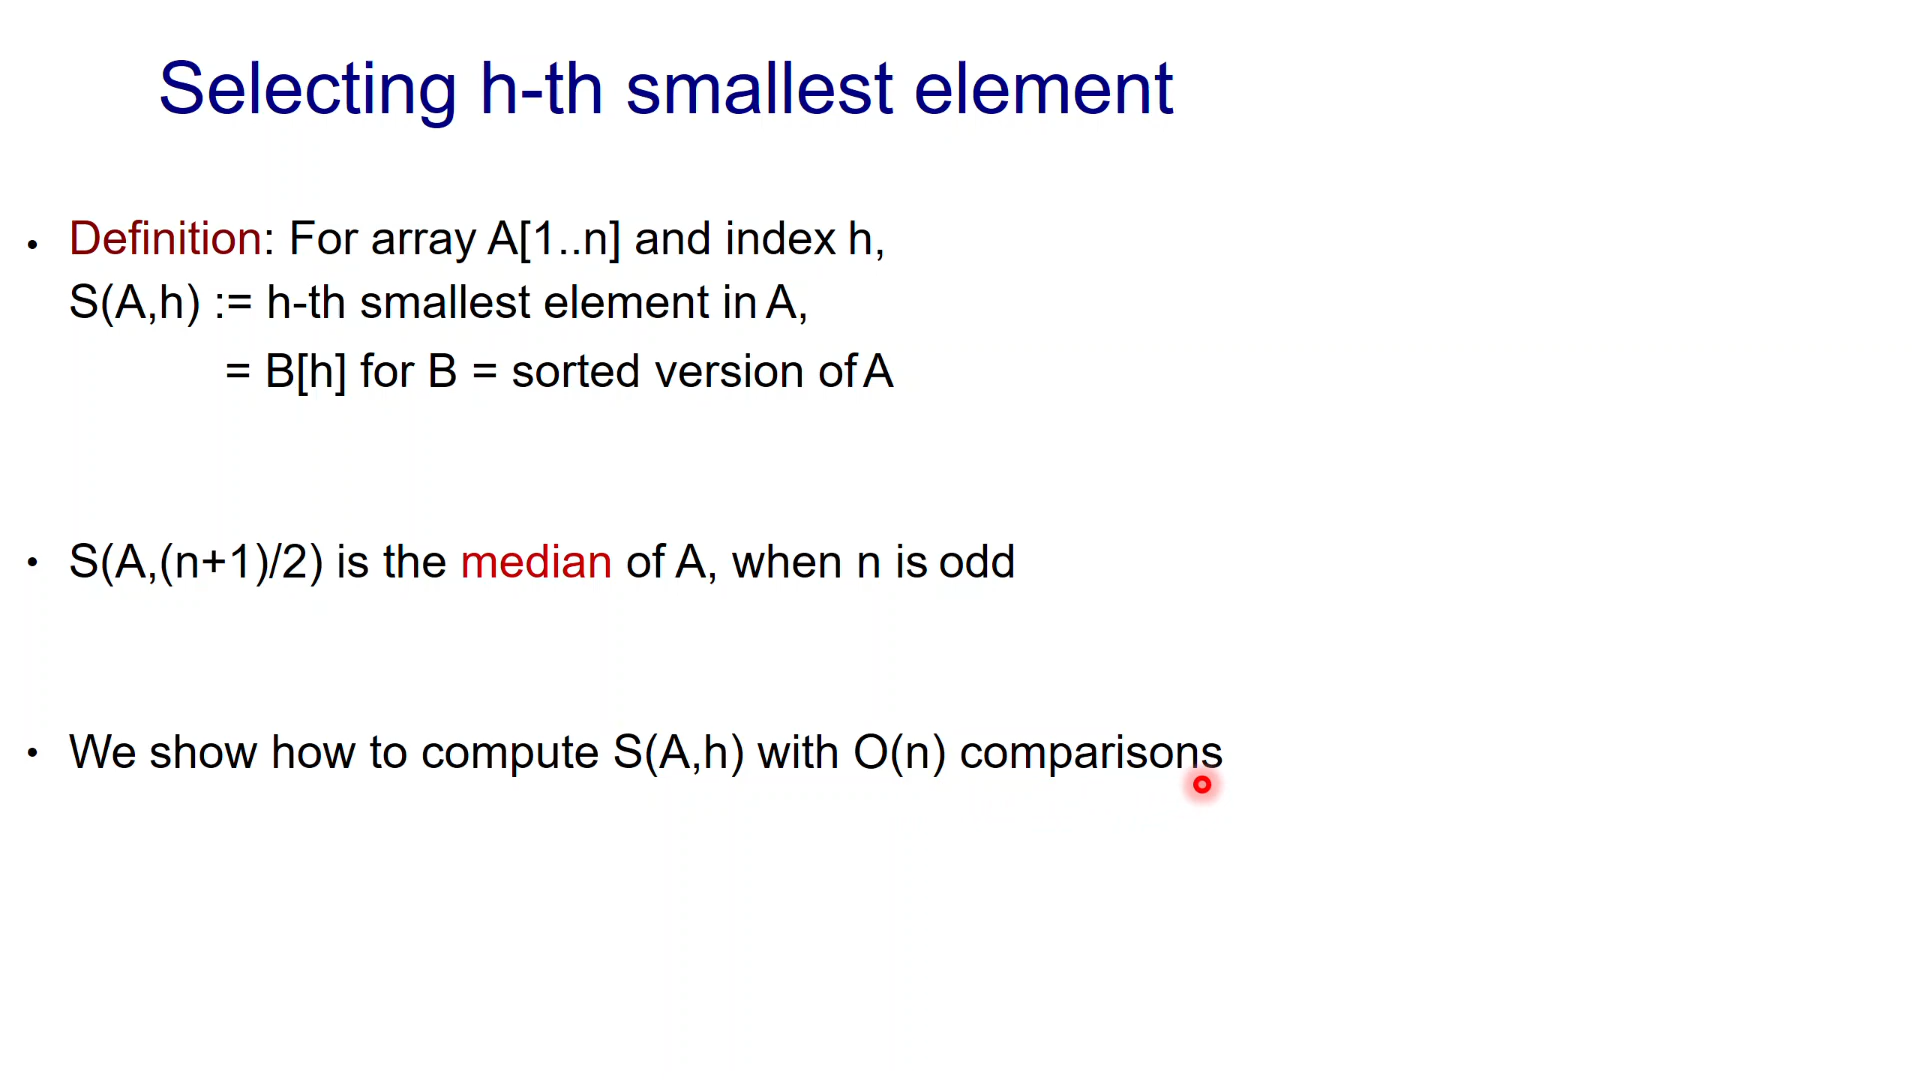 Selecting h-th smallest element
• Definition: For array A[1..n] and index h,
S(A,h) := h-th smallest element in A,
= B[h] for B = sorted version of A
• S(A,(n+1)/2) is the median of A, when n is odd
• We show how to compute S(A,h) with O(n) comparisons